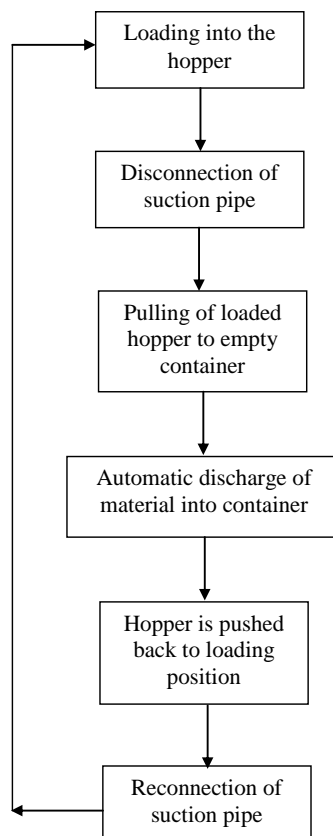 Loading into the
hopper
Disconnection of
suction pipe
Pulling of loaded
hopper to empty
container
Automatic discharge of
material into container
Hopper is pushed
back to loading
position
Reconnection of
suction pipe